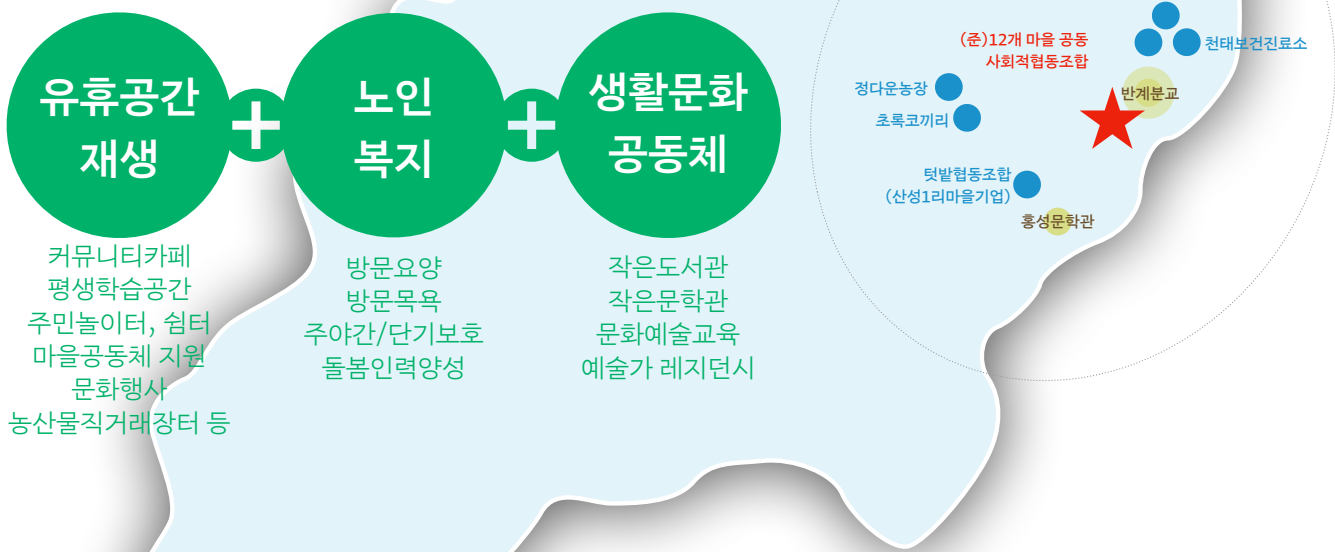 유휴공간
재생
+
노인
복지
+
생활문화
공동체
커뮤니티카페
평생학습공간
주민놀이터, 쉼터
마을공동체 지원
문화행사
농산물직거래장터 등
방문요양
방문목욕
주야간/단기보호
돌봄인력양성
작은도서관
작은문학관
문화예술교육
예술가 레지던시
(준)12개 마을 공동
사회적협동조합
천태보건진료소
정다운농장
반계분교
초록코끼리
텃밭협동조합
(산성1리마을기업)
홍성문학관